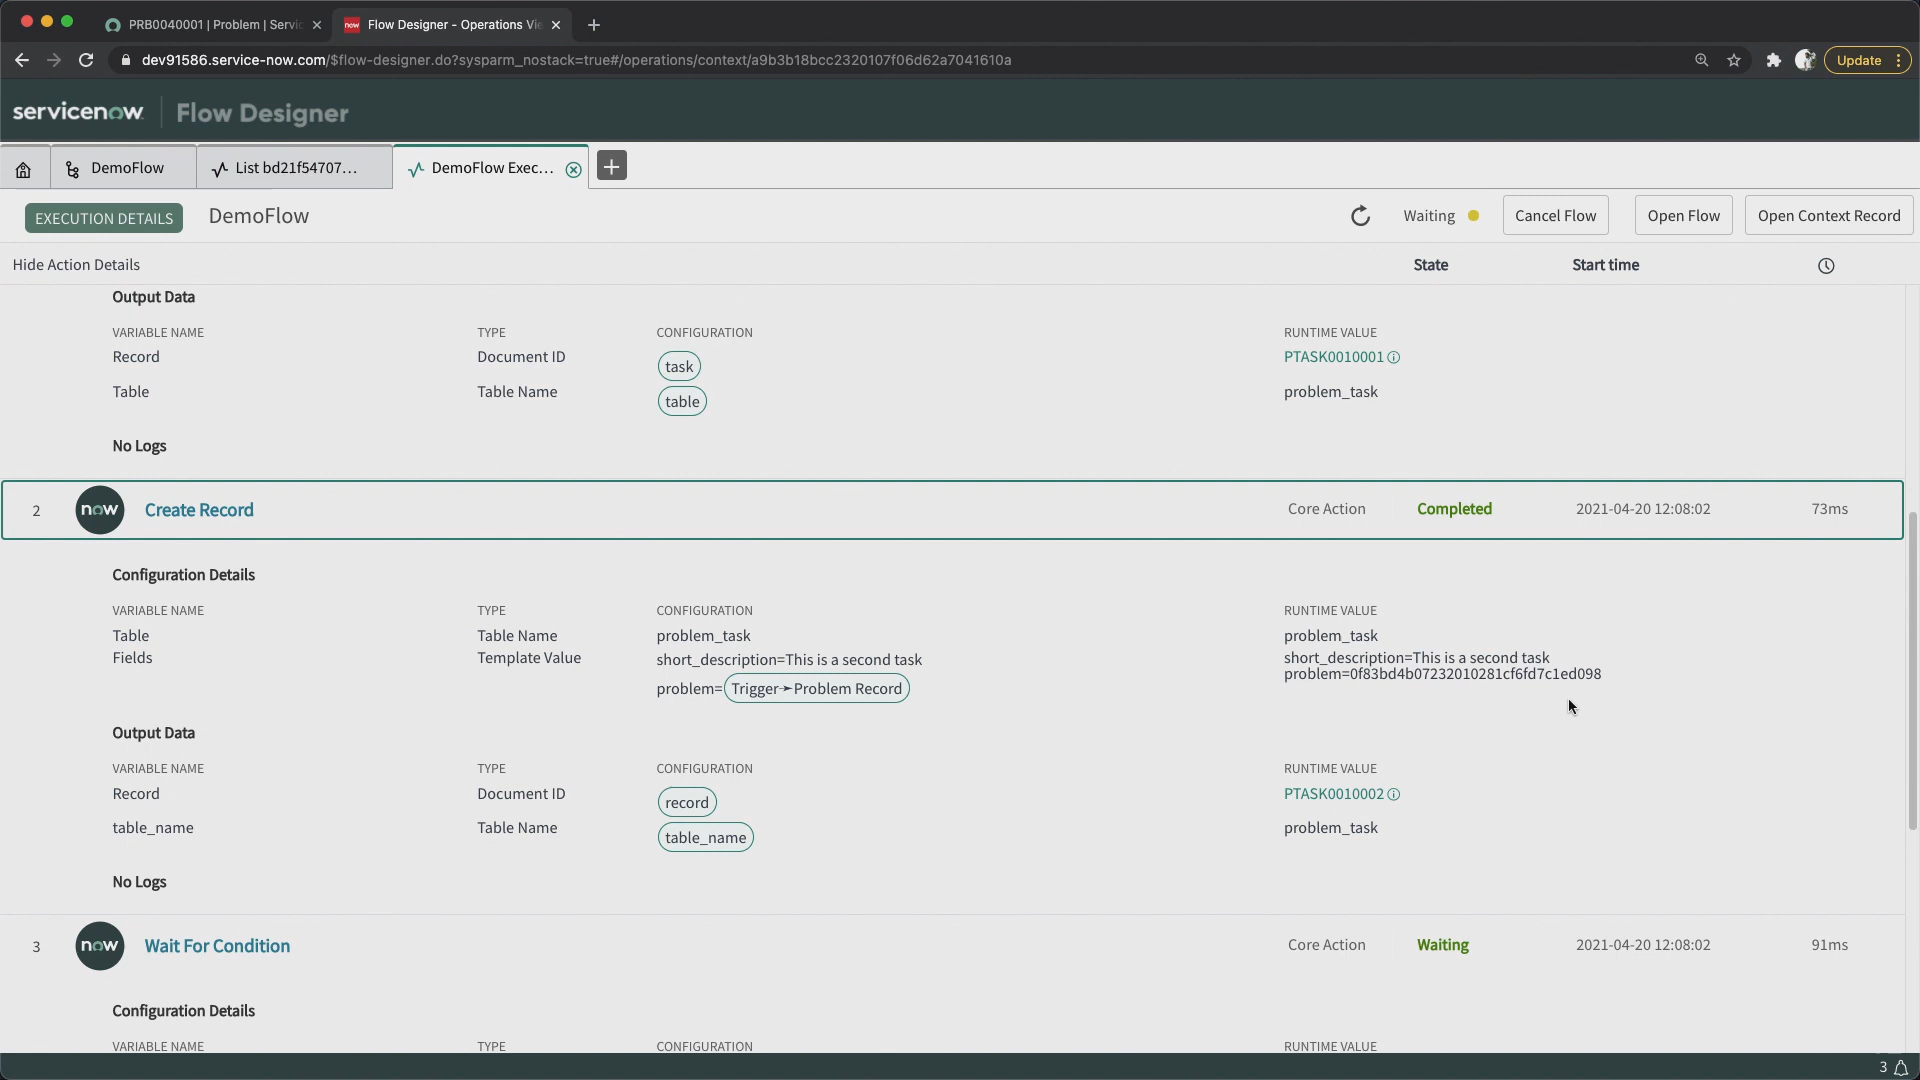 PRB0040001 | Problem | Servic
now Flow Designer - Operations Vie
dev91586.service-now.com/$flow-designer.do?sysparm_nostack=true#/operations/context/a9b3b18bcc2320107f06d62a7041610a
Update
servicenow Flow Designer
DemoFlow
List bd21f54707...
DemoFlow Exec...
EXECUTION DETAILS DemoFlow
Waiting
Cancel Flow
Open Flow
Open Context Record
Hide Action Details State Start time
Output Data
VARIABLE NAME TYPE CONFIGURATION RUNTIME VALUE
Record Document ID task PTASK0010001
Table Table Name table problem_task
No Logs
2 now Create Record Core Action Completed 2021-04-20 12:08:02 73ms
Configuration Details
VARIABLE NAME TYPE CONFIGURATION RUNTIME VALUE
Table Table Name problem_task problem_task
Fields Template Value short_description=This is a second task short_description=This is a second task
problem= Trigger➛Problem Record problem=0f83bd4b07232010281cf6fd7c1ed098
Output Data
VARIABLE NAME TYPE CONFIGURATION RUNTIME VALUE
Record Document ID record PTASK0010002
table_name Table Name table_name problem_task
No Logs
3 now Wait For Condition Core Action Waiting 2021-04-20 12:08:02 91ms
Configuration Details
VARIABLE NAME TYPE CONFIGURATION RUNTIME VALUE
3